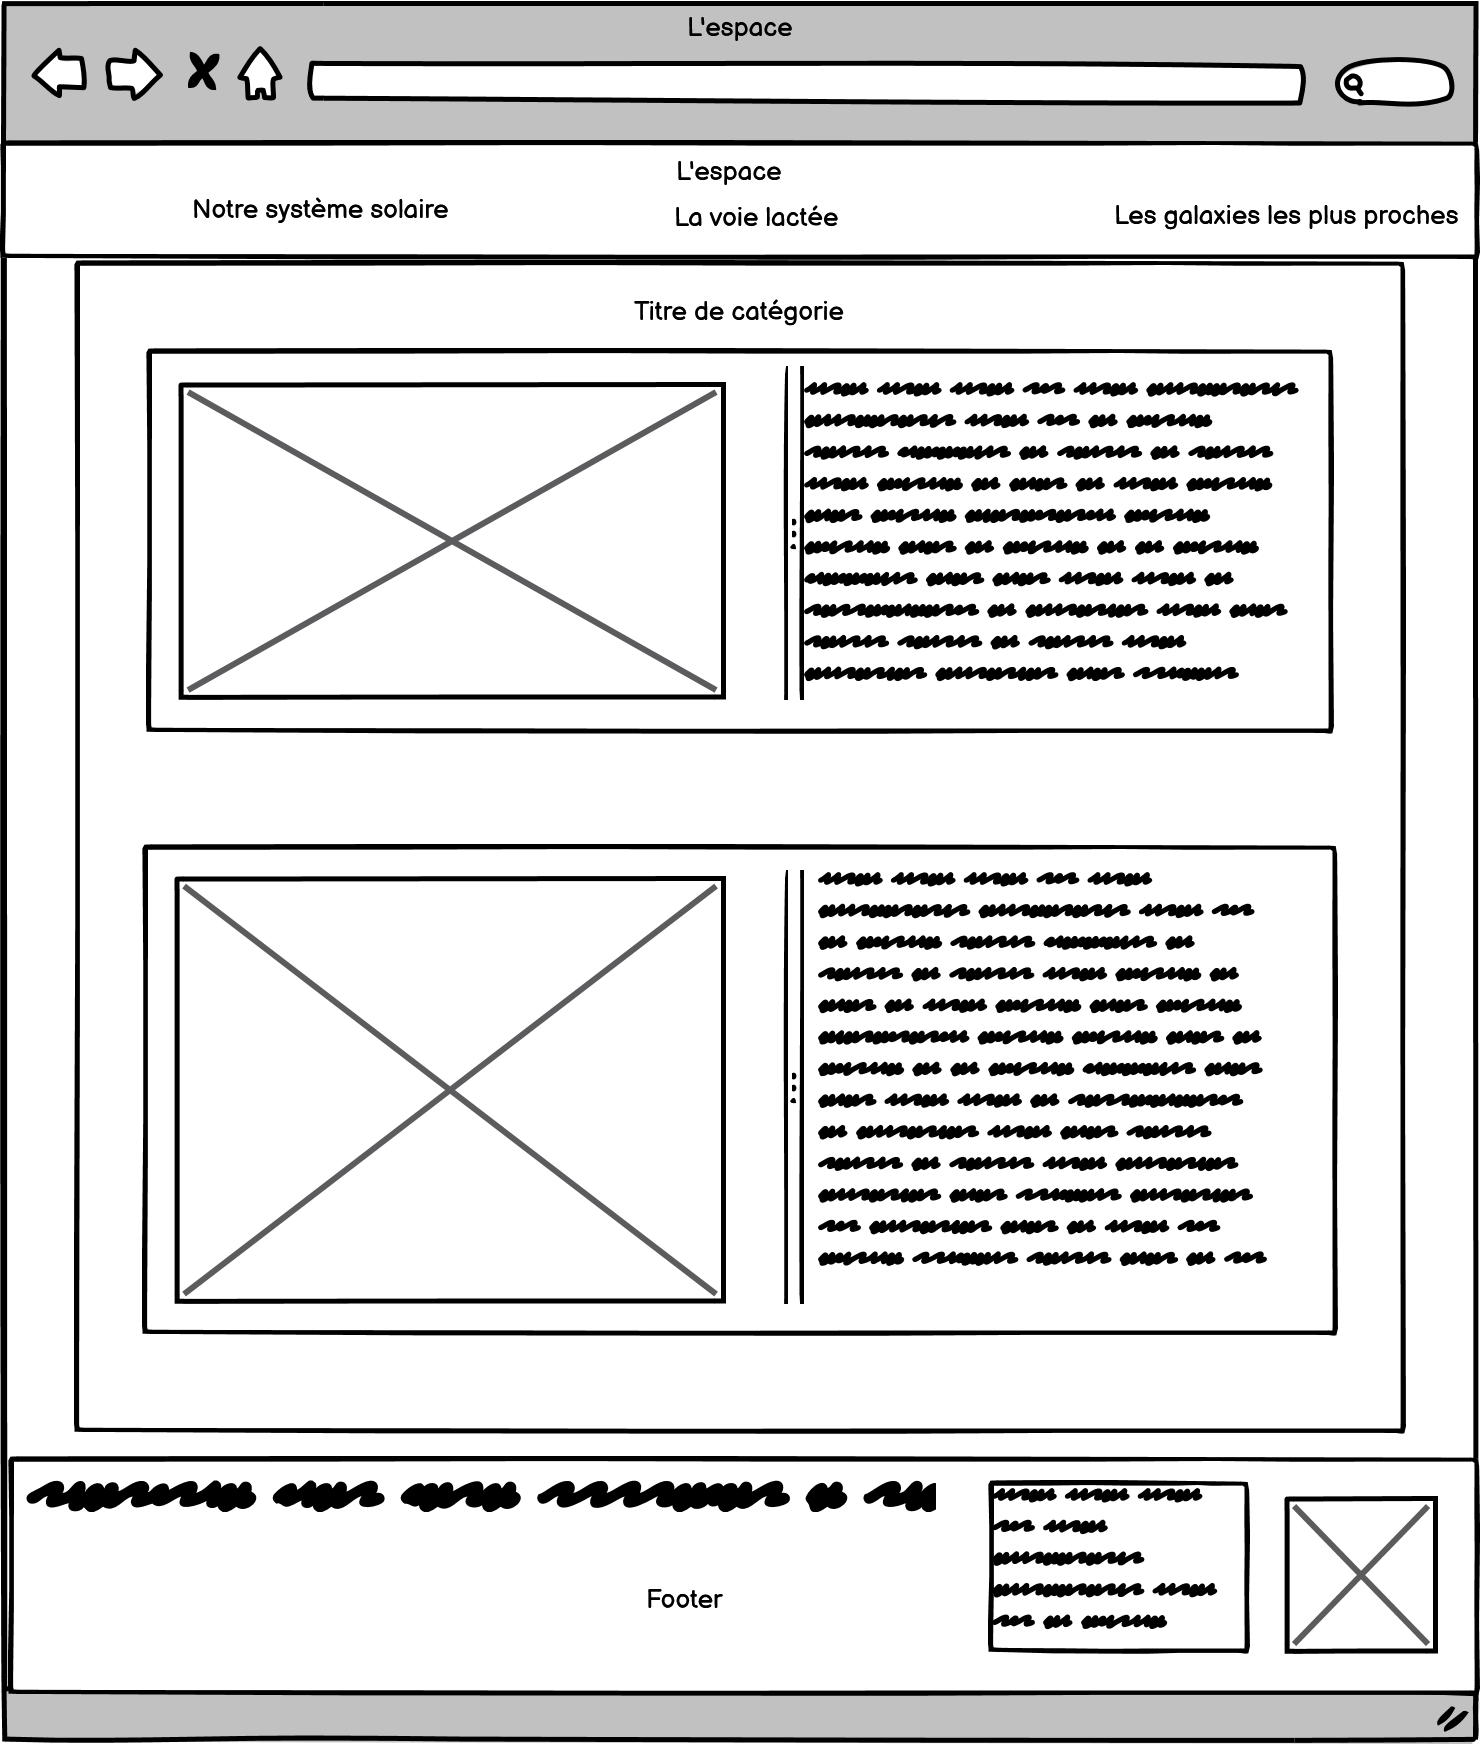 L'espace
L'espace
Notre système solaire
La voie lactée
Les galaxies les plus proches
Titre de catégorie
Footer